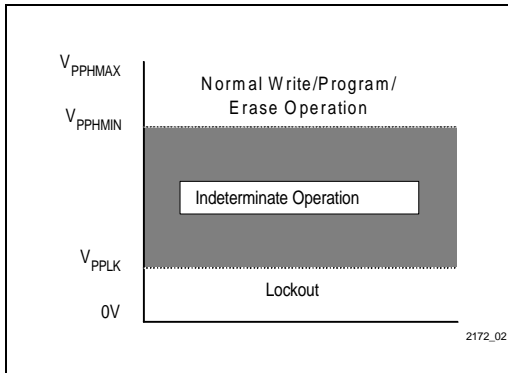 VPPHMAX
Normal Write/Program/
Erase Operation
VPPHMIN
Indeterminate Operation
VPPLK
Lockout
0V
2172_02